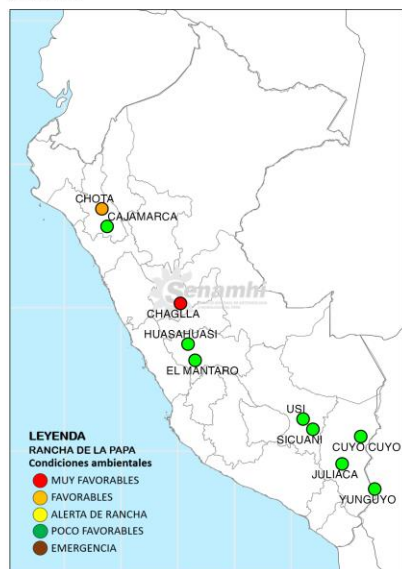 CHOTA
CAJAMARCA
Senamhi
CHAGLLA
HUASAHUASI
EL MANTARO
USI
SICUANI
CUYO CUYO
JULIACA
YUNGUYO
LEYENDA
RANCHA DE LA PAPA
Condiciones ambientales
MUY FAVORABLES
FAVORABLES
ALERTA DE RANCHA
POCO FAVORABLES
EMERGENCIA